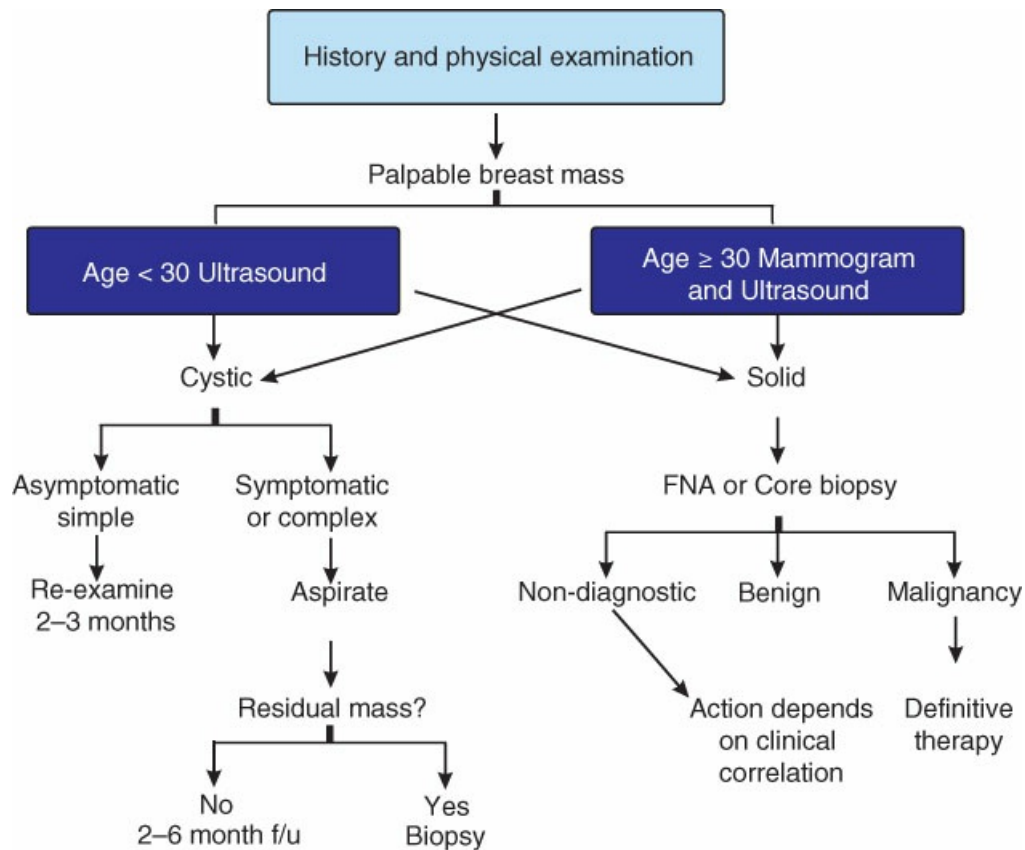 History and physical examination
Palpable breast mass
Age < 30 Ultrasound
Age ≥ 30 Mammogram
and Ultrasound
Cystic
Solid
Asymptomatic
simple
Symptomatic
or complex
FNA or Core biopsy
Re-examine
2–3 months
Aspirate
Non-diagnostic
Benign
Malignancy
Residual mass?
Action depends
on clinical
correlation
Definitive
therapy
No
2–6 month f/u
Yes
Biopsy